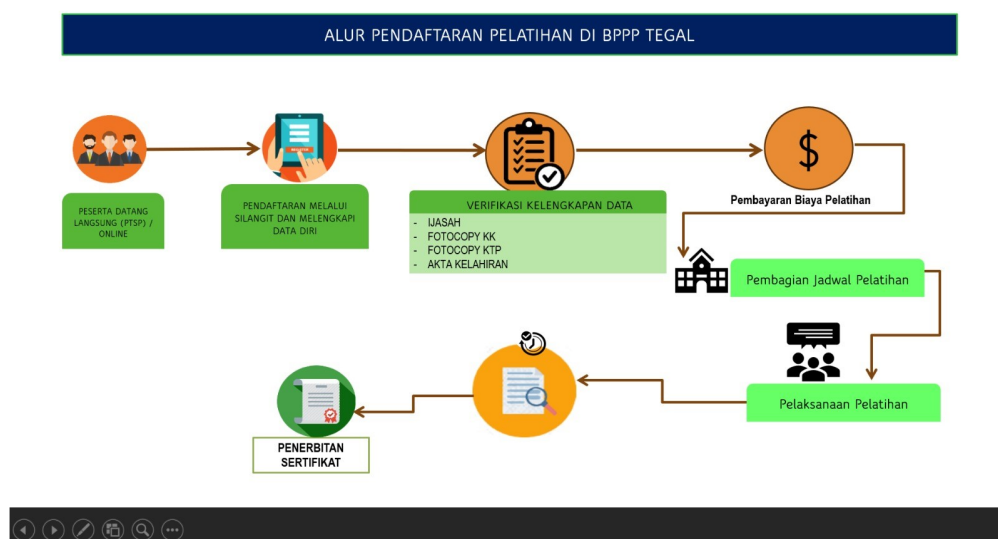 ALUR PENDAFTARAN PELATIHAN DI BPPP TEGAL
PESERTA DATANG
LANGSUNG (PTSP) /
ONLINE
PENDAFTARAN MELALUI
SILANGIT DAN MELENGKAPI
DATA DIRI
VERIFIKASI KELENGKAPAN DATA
- IJASAH
- FOTOCOPY KK
- FOTOCOPY KTP
- AKTA KELAHIRAN
$
Pembayaran Biaya Pelatihan
Pembagian Jadwal Pelatihan
Pelaksanaan Pelatihan
PENERBITAN
SERTIFIKAT